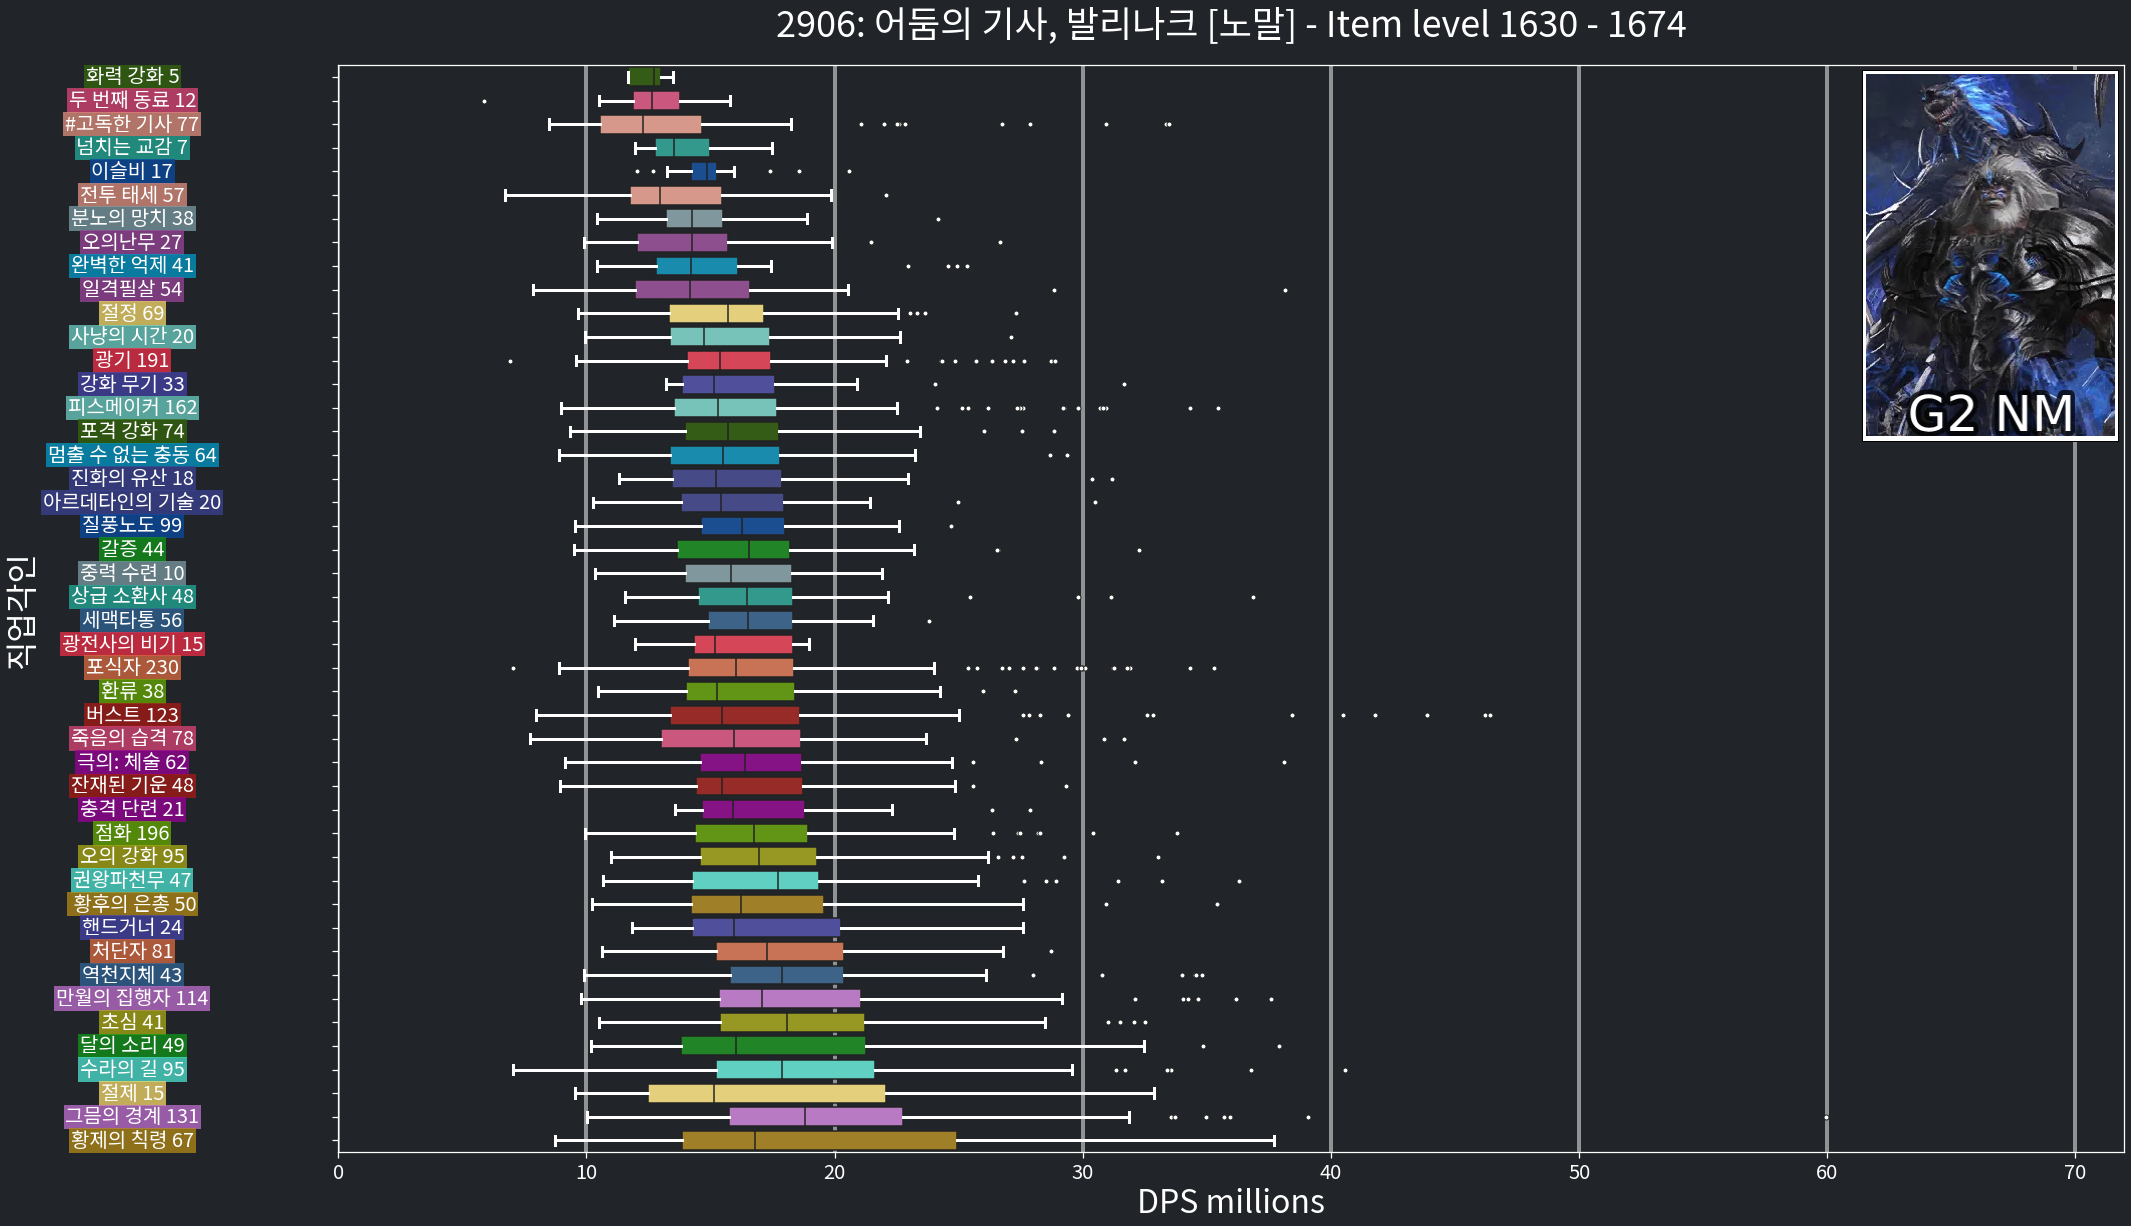 2906: 어둠의 기사, 발리나크 [노말] - Item level 1630 - 1674
화력 강화 5
두 번째 동료 12
#고독한 기사 77
넘치는 교감 7
이슬비 17
전투 태세 57
분노의 망치 38
오의난무 27
완벽한 억제 41
일격필살 54
절정 69
사냥의 시간 20
광기 191
강화 무기 33
피스메이커 162
포격 강화 74
멈출 수 없는 충동 64
진화의 유산 18
아르데타인의 기술 20
질풍노도 99
갈증 44
중력 수련 10
상급 소환사 48
세맥타통 56
광전사의 비기 15
포식자 230
환류 38
버스트 123
죽음의 습격 78
극의: 체술 62
잔재된 기운 48
충격 단련 21
점화 196
오의 강화 95
권왕파천무 47
황후의 은총 50
핸드거너 24
처단자 81
역천지체 43
만월의 집행자 114
초심 41
달의 소리 49
수라의 길 95
절제 15
그믐의 경계 131
황제의 칙령 67
직업각인
G2 NM
0 10 20 30 40 50 60 70
DPS millions